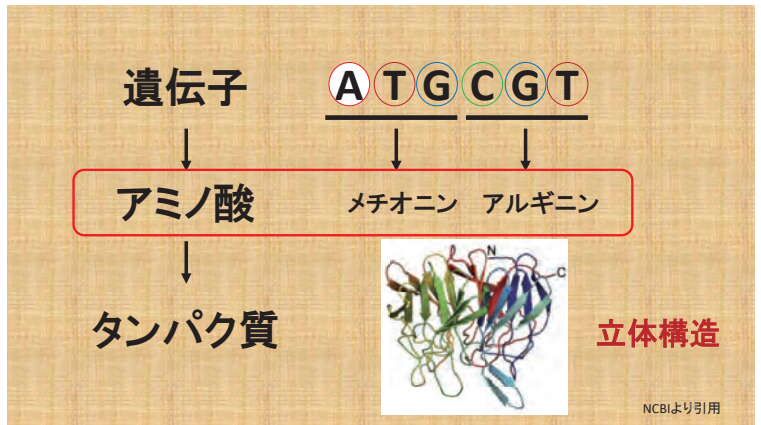 遺伝子 ATGCGT
アミノ酸 メチオニン アルギニン
N
C
タンパク質
立体構造
NCBIより引用